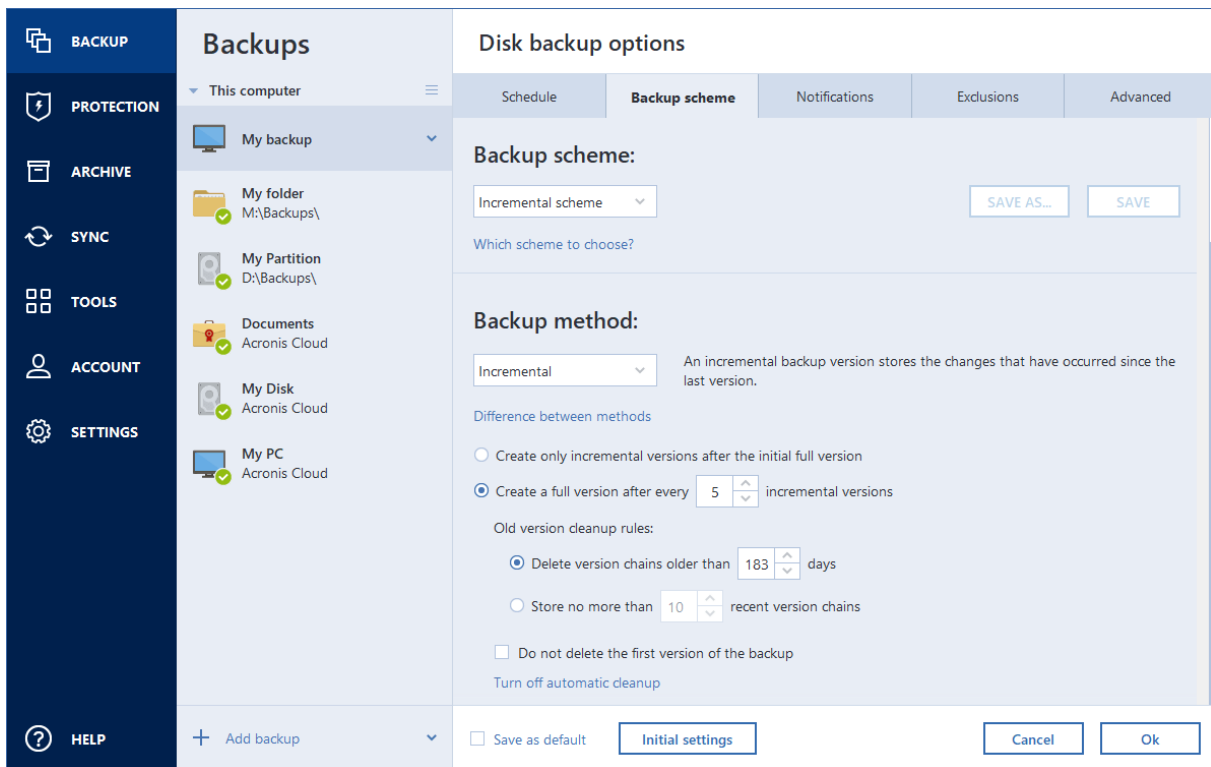 BACKUP
PROTECTION
ARCHIVE
SYNC
TOOLS
ACCOUNT
SETTINGS
HELP
Backups
This computer
My backup
My folder
M:\Backups\
My Partition
D:\Backups\
Documents
Acronis Cloud
My Disk
Acronis Cloud
My PC
Acronis Cloud
Add backup
Disk backup options
Schedule
Backup scheme
Notifications
Exclusions
Advanced
Backup scheme:
Incremental scheme
SAVE AS...
SAVE
Which scheme to choose?
Backup method:
Incremental
An incremental backup version stores the changes that have occurred since the
last version.
Difference between methods
Create only incremental versions after the initial full version
Create a full version after every 5 incremental versions
Old version cleanup rules:
Delete version chains older than 183 days
Store no more than 10 recent version chains
Do not delete the first version of the backup
Turn off automatic cleanup
Save as default
Initial settings
Cancel
Ok